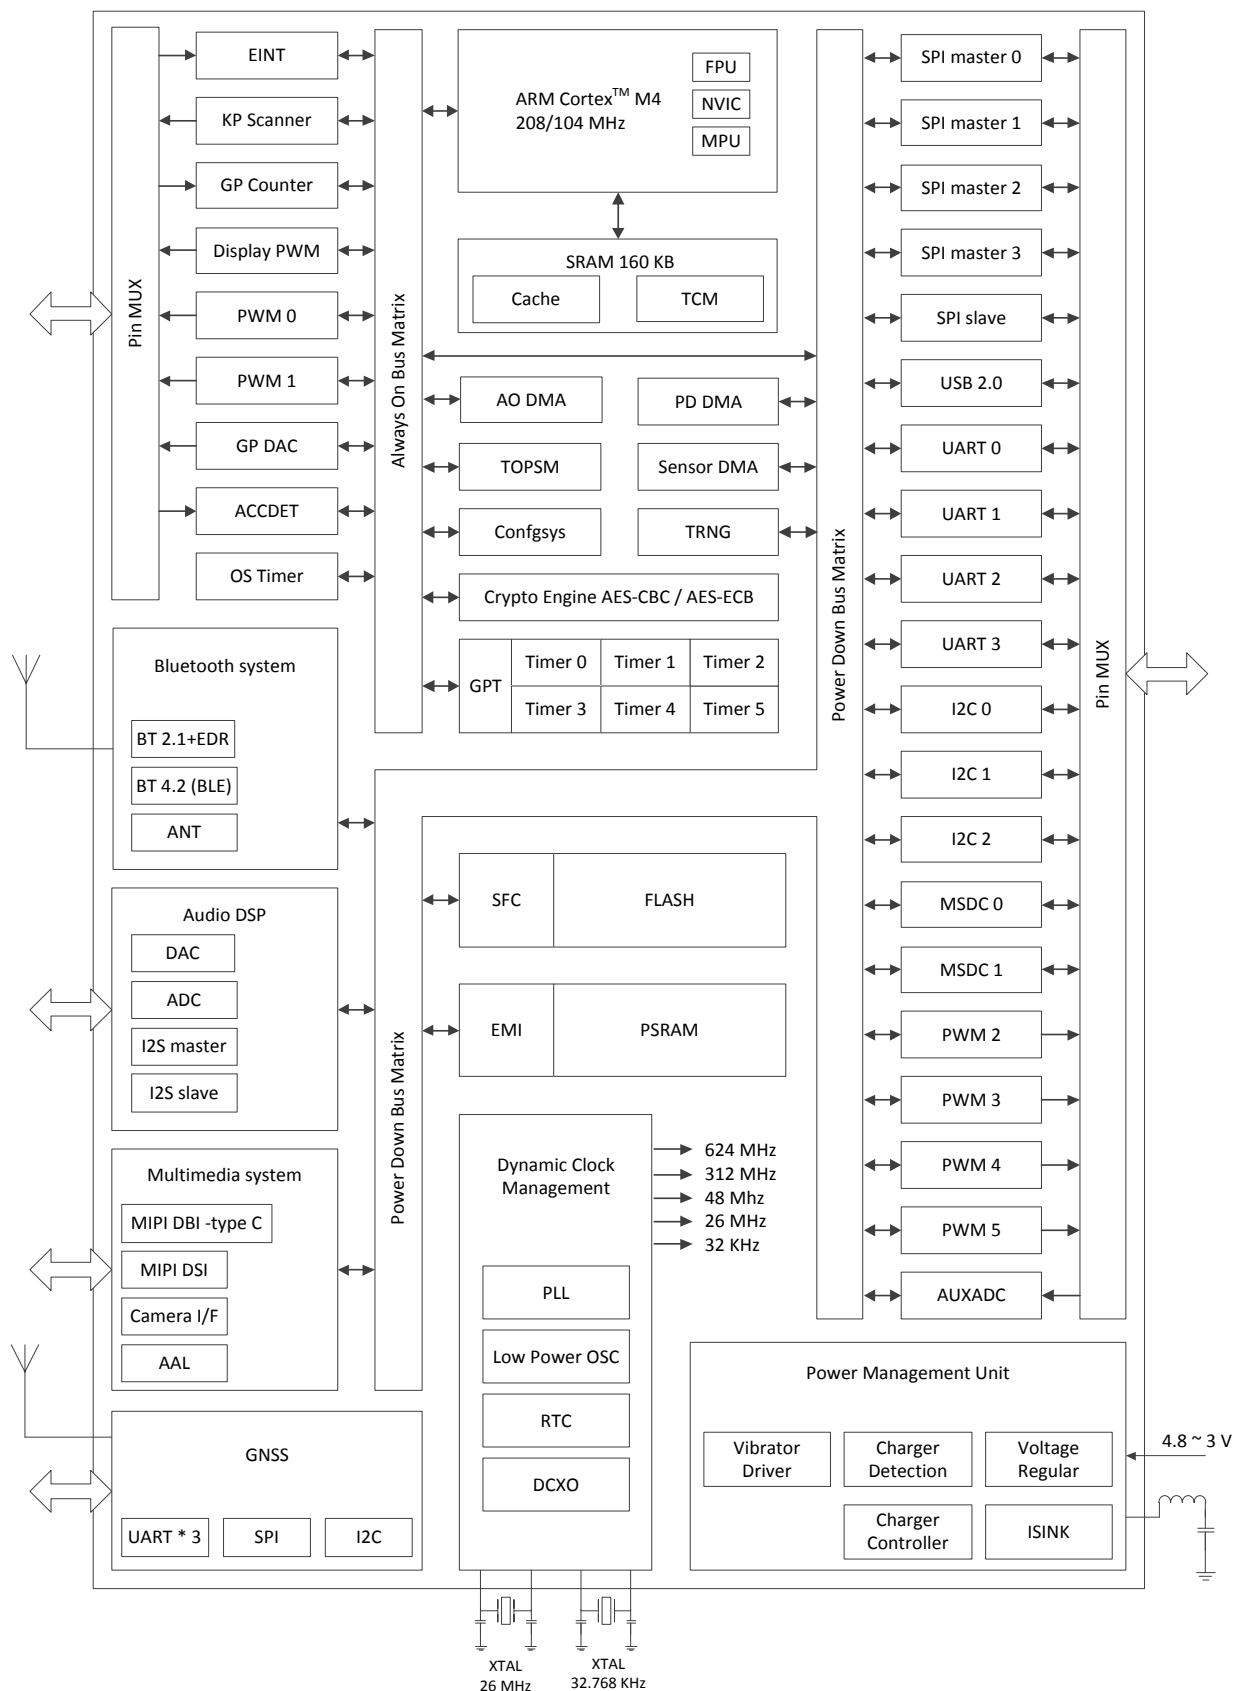 Pin MUX
EINT
KP Scanner
GP Counter
Display PWM
PWM 0
PWM 1
GP DAC
ACCDET
OS Timer
Always On Bus Matrix
ARM Cortex™ M4
208/104 MHz
FPU
NVIC
MPU
SRAM 160 KB
Cache
TCM
AO DMA
PD DMA
TOPSM
Sensor DMA
Confgsys
TRNG
Crypto Engine AES-CBC / AES-ECB
GPT
Timer 0
Timer 1
Timer 2
Timer 3
Timer 4
Timer 5
Power Down Bus Matrix
SPI master 0
SPI master 1
SPI master 2
SPI master 3
SPI slave
USB 2.0
UART 0
UART 1
UART 2
UART 3
I2C 0
I2C 1
I2C 2
MSDC 0
MSDC 1
PWM 2
PWM 3
PWM 4
PWM 5
AUXADC
Pin MUX
Bluetooth system
BT 2.1+EDR
BT 4.2 (BLE)
ANT
Audio DSP
DAC
ADC
I2S master
I2S slave
Multimedia system
MIPI DBI -type C
MIPI DSI
Camera I/F
AAL
Power Down Bus Matrix
SFC
FLASH
EMI
PSRAM
Dynamic Clock
Management
624 MHz
312 MHz
48 Mhz
26 MHz
32 KHz
PLL
Low Power OSC
RTC
DCXO
GNSS
UART * 3
SPI
I2C
Power Management Unit
Vibrator
Driver
Charger
Detection
Voltage
Regular
Charger
Controller
ISINK
4.8 ~ 3 V
XTAL
26 MHz
XTAL
32.768 KHz